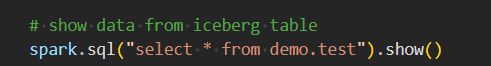 # show data from iceberg table
spark.sql("select * from demo.test").show()